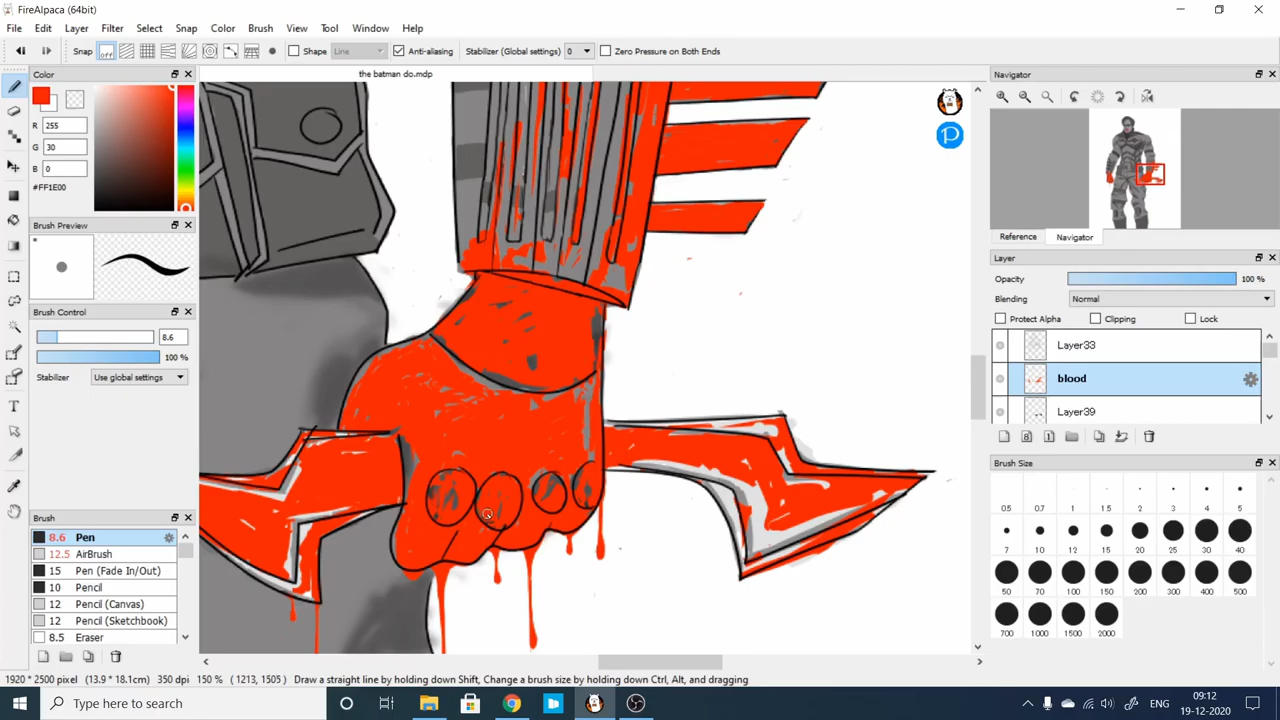 FireAlpaca (64bit)
File Edit Layer Filter Select Snap Color Brush View Tool Window Help
Snap off Shape Line Anti-aliasing Stabilizer (Global settings) 0 Zero Pressure on Both Ends
Color
the batman do.mdp
Navigator
R 255
G 30
B 0
#FF1E00
Brush Preview
Reference Navigator
Layer
Opacity 100 %
Blending Normal
Protect Alpha Clipping Lock
Brush Control
8.6
100 %
Stabilizer Use global settings
Layer33
blood
Layer39
Brush Size
0.5 0.7 1 1.5 2 3 4 5
7 10 12 15 20 25 30 40
50 70 100 150 200 300 400 500
700 1000 1500 2000
Brush
8.6 Pen
12.5 AirBrush
15 Pen (Fade In/Out)
10 Pencil
12 Pencil (Canvas)
12 Pencil (Sketchbook)
8.5 Eraser
1920 * 2500 pixel (13.9 * 18.1cm) 350 dpi 150 % ( 1213, 1505 ) Draw a straight line by holding down Shift, Change a brush size by holding down Ctrl, Alt, and dragging
Type here to search
ENG
09:12
19-12-2020